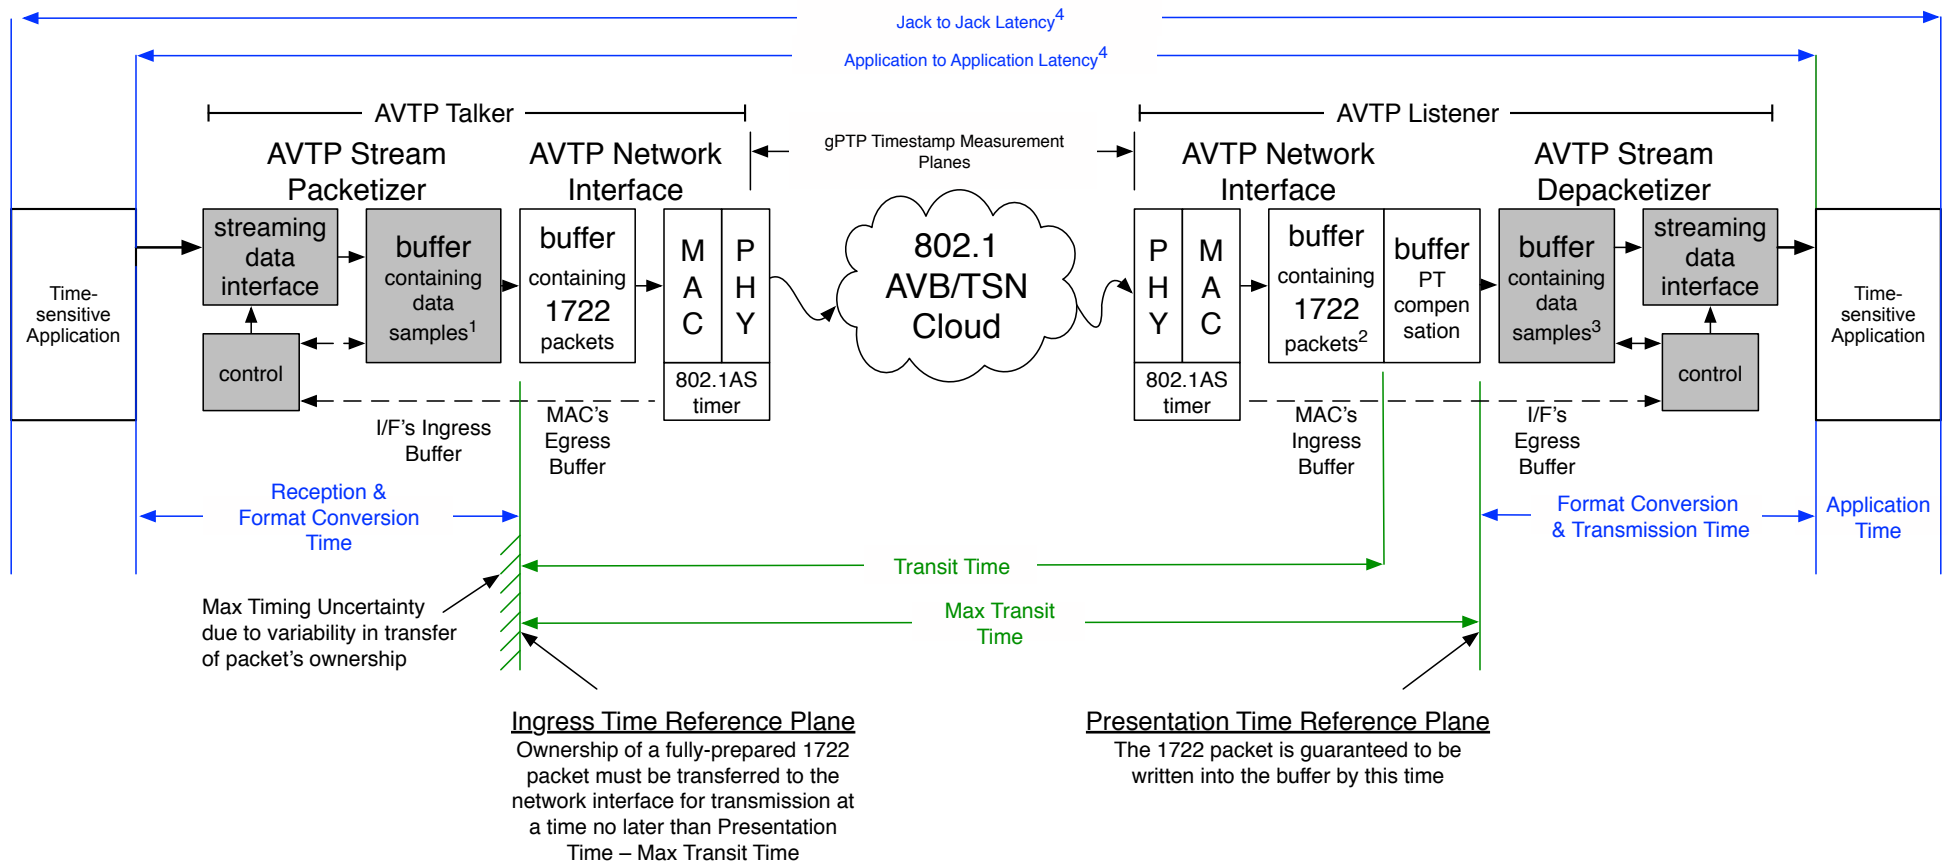 Jack to Jack Latency4
Application to Application Latency4
AVTP Talker
AVTP Listener
gPTP Timestamp Measurement
Planes
AVTP Stream
Packetizer
AVTP Network
Interface
AVTP Network
Interface
AVTP Stream
Depacketizer
Time-
sensitive
Application
streaming
data
interface
control
buffer
containing
data
samples1
buffer
containing
1722
packets
M
A
C
P
H
Y
802.1AS
timer
802.1
AVB/TSN
Cloud
P
H
Y
M
A
C
802.1AS
timer
buffer
containing
1722
packets2
buffer
PT
compen
sation
buffer
containing
data
samples3
streaming
data
interface
control
Time-
sensitive
Application
I/F's Ingress
Buffer
MAC's
Egress
Buffer
MAC's
Ingress
Buffer
I/F's
Egress
Buffer
Reception &
Format Conversion
Time
Format Conversion
& Transmission Time
Application
Time
Transit Time
Max Transit
Time
Max Timing Uncertainty
due to variability in transfer
of packet's ownership
Ingress Time Reference Plane
Ownership of a fully-prepared 1722
packet must be transferred to the
network interface for transmission at
a time no later than Presentation
Time – Max Transit Time
Presentation Time Reference Plane
The 1722 packet is guaranteed to be
written into the buffer by this time